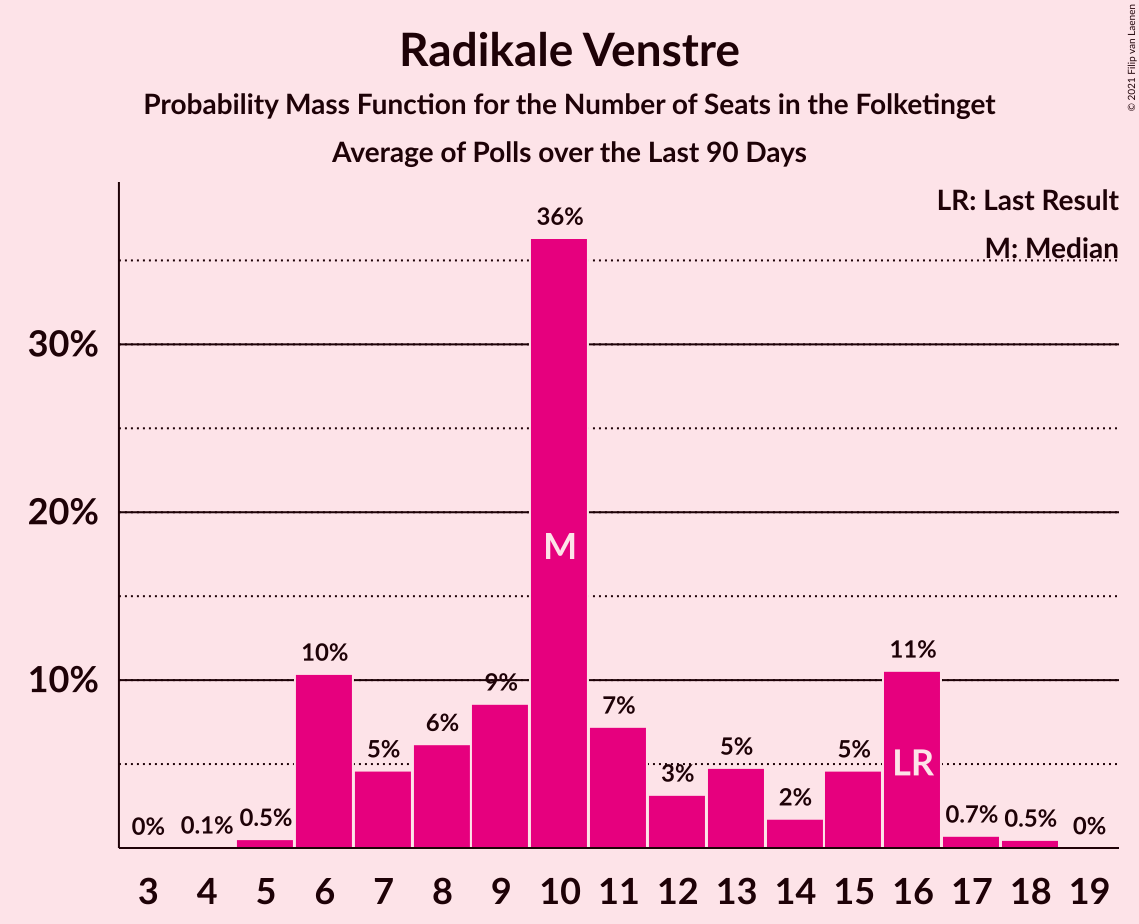 Radikale Venstre
Probability Mass Function for the Number of Seats in the Folketinget
Average of Polls over the Last 90 Days
© 2021 Filip van Laenen
LR: Last Result
M: Median
30%
20%
10%
0%
0.1%
0.5%
10%
5%
6%
9%
36%
7%
3%
5%
2%
5%
11%
0.7%
0.5%
0%
M
LR
3 4 5 6 7 8 9 10 11 12 13 14 15 16 17 18 19